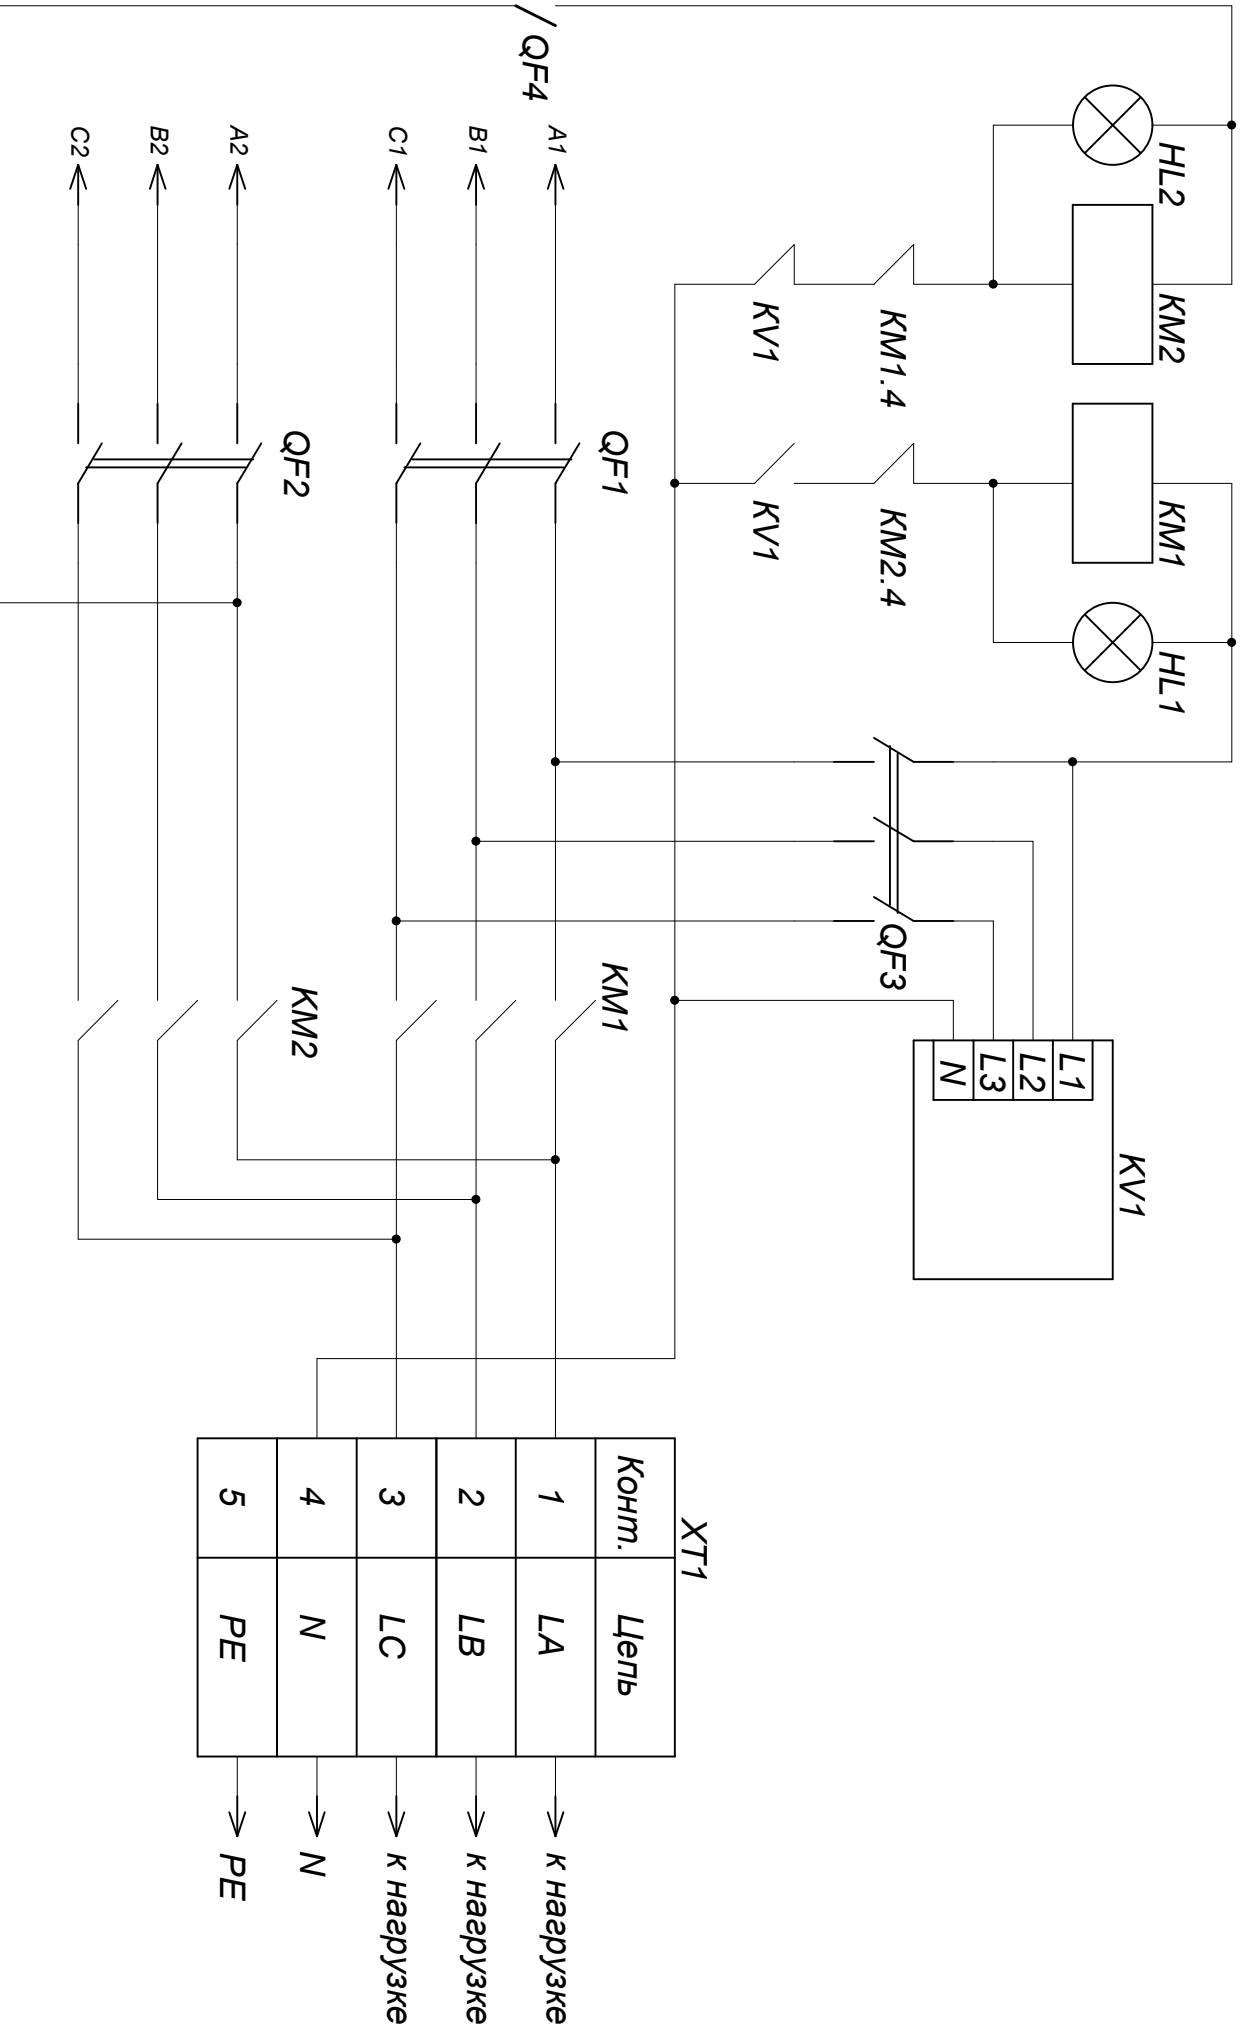 HL2
KM2
KM1
HL1
KM1.4
KM2.4
KV1
KV1
QF4
A1
B1
C1
A2
B2
C2
QF1
QF2
QF3
KM1
KM2
KV1
L1
L2
L3
N
XT1
Конт. Цепь
1 LA к нагрузке
2 LB к нагрузке
3 LC к нагрузке
4 N N
5 PE PE